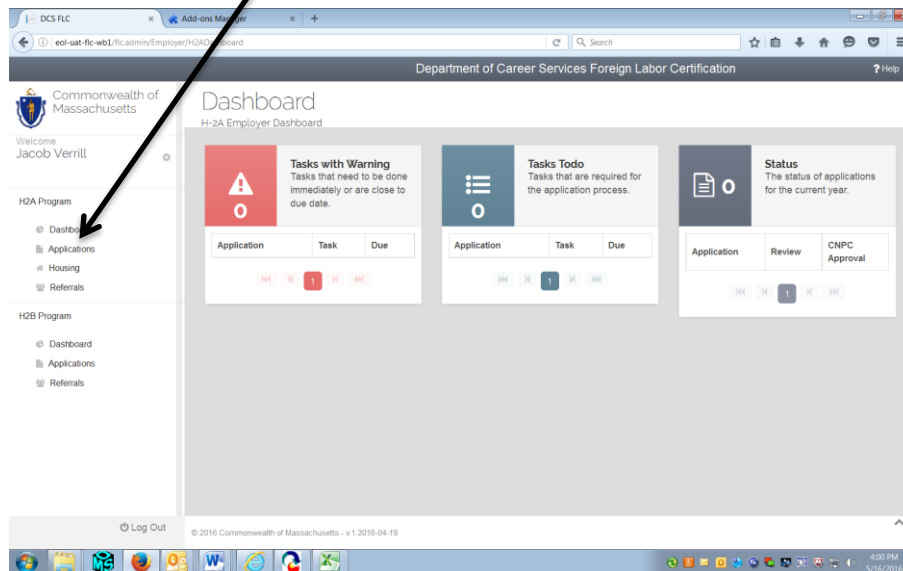 DCS FLC × Add-ons Manager × +
eol-uat-flc-wb1/flcadmin/Employer/H2ADashboard Search
Department of Career Services Foreign Labor Certification ? Help
Commonwealth of
Massachusetts
Welcome
Jacob Verrill
H2A Program
Dashboard
Applications
Housing
Referrals
H2B Program
Dashboard
Applications
Referrals
Log Out
Dashboard
H-2A Employer Dashboard
0
Tasks with Warning
Tasks that need to be done
immediately or are close to
due date.
Application Task Due
1
0
Tasks Todo
Tasks that are required for
the application process.
Application Task Due
1
0
Status
The status of applications
for the current year.
Application Review CNPC
Approval
1
© 2016 Commonwealth of Massachusetts - v 1.2016-04-19
4:00 PM
5/16/2016